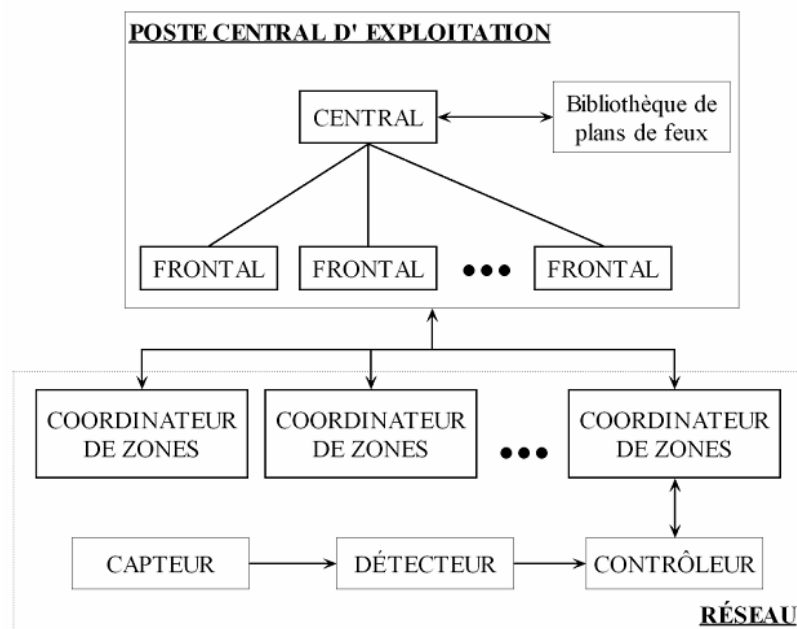 POSTE CENTRAL D' EXPLOITATION
CENTRAL
Bibliothèque de
plans de feux
FRONTAL
FRONTAL
FRONTAL
COORDINATEUR
DE ZONES
COORDINATEUR
DE ZONES
COORDINATEUR
DE ZONES
CAPTEUR
DÉTECTEUR
CONTRÔLEUR
RÉSEAU